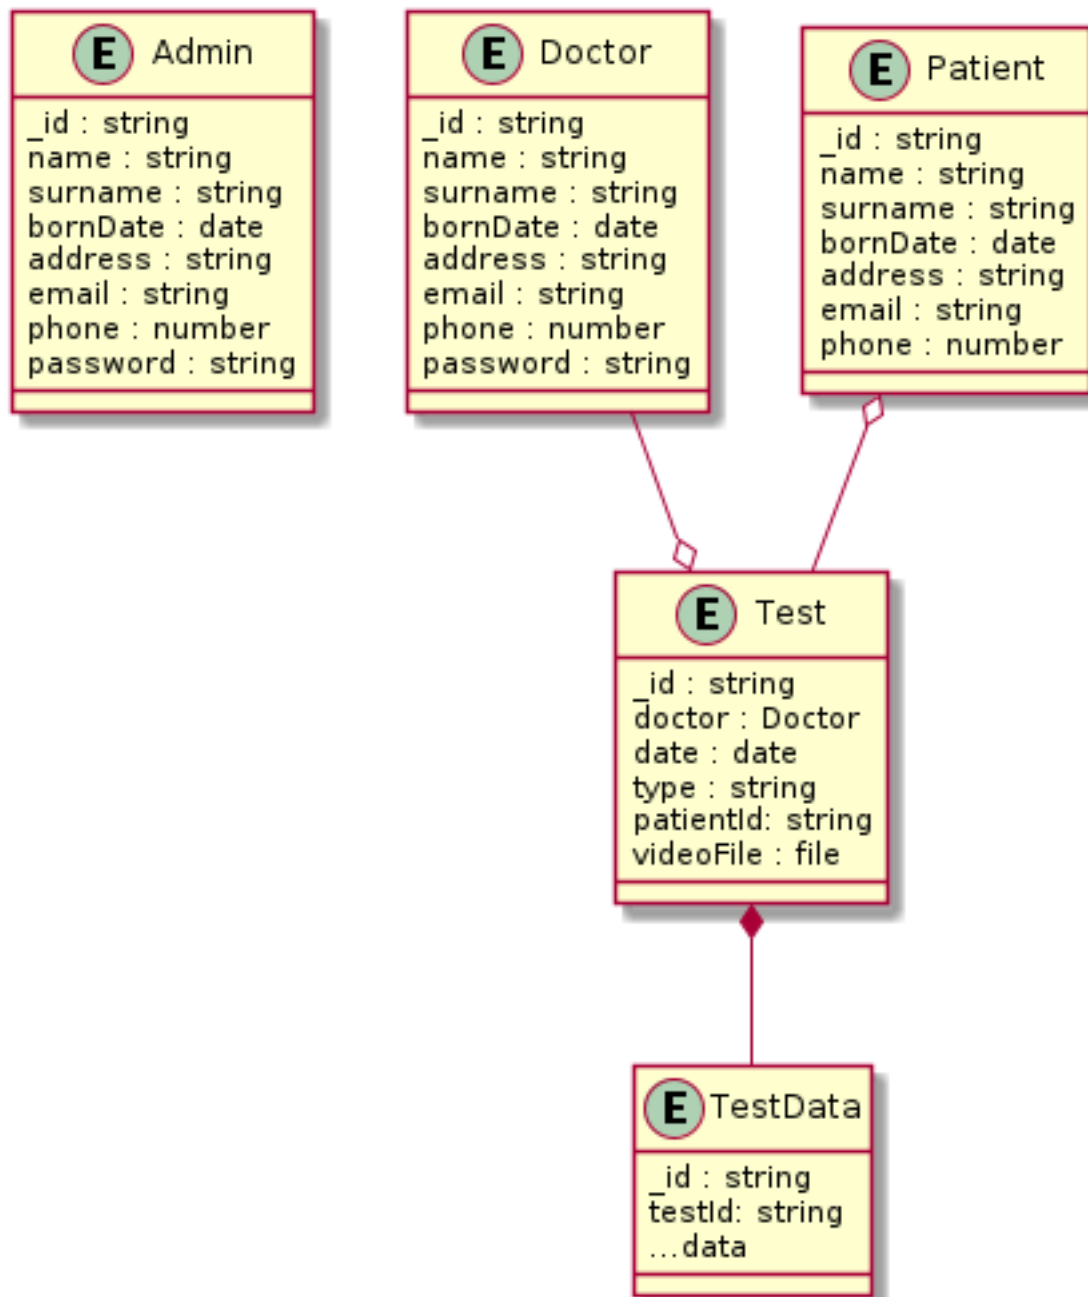 E Admin
_id : string
name : string
surname : string
bornDate : date
address : string
email : string
phone : number
password : string
E Doctor
_id : string
name : string
surname : string
bornDate : date
address : string
email : string
phone : number
password : string
E Patient
_id : string
name : string
surname : string
bornDate : date
address : string
email : string
phone : number
E Test
_id : string
doctor : Doctor
date : date
type : string
patientId: string
videoFile : file
E TestData
_id : string
testId: string
...data